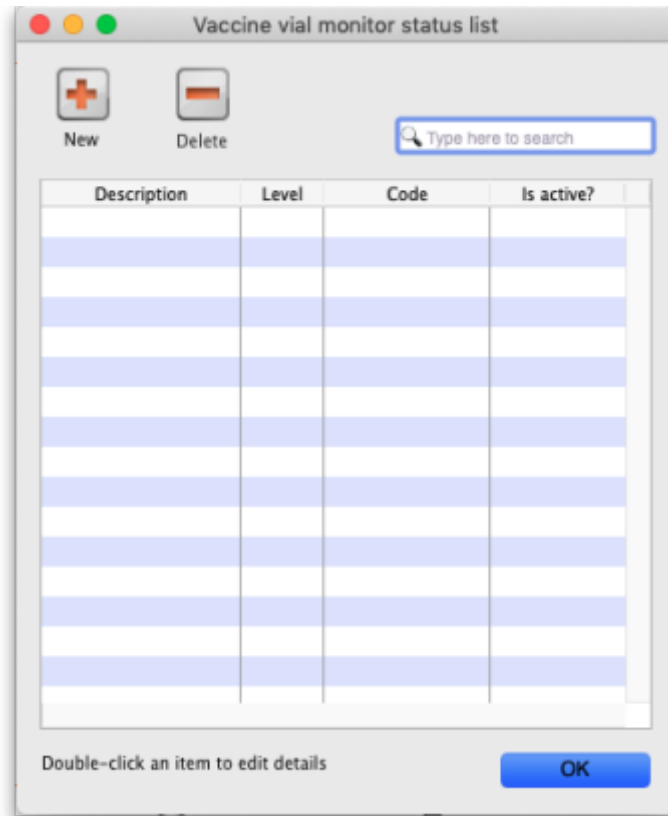 Vaccine vial monitor status list
New
Delete
Type here to search
Description Level Code Is active?
Double-click an item to edit details
OK